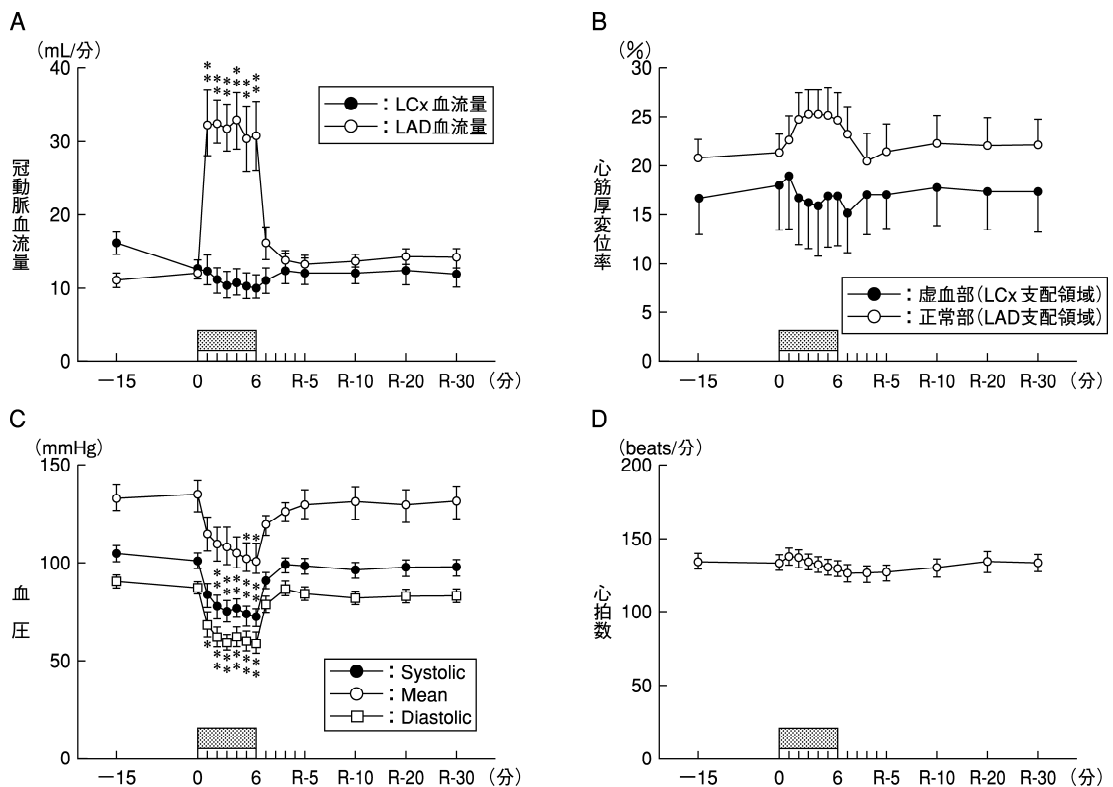 A
(mL/分)
40
30
20
10
0
冠動脈血流量
：LCx 血流量
：LAD血流量
** ** ** ** ** **
−15 0 6 R-5 R-10 R-20 R-30 (分)
B
(%)
30
25
20
15
10
5
0
心筋厚変位率
：虚血部(LCx 支配領域)
：正常部(LAD支配領域)
−15 0 6 R-5 R-10 R-20 R-30 (分)
C
(mmHg)
150
100
50
0
血圧
* *
** ** ** ** **
* ** ** ** ** **
：Systolic
：Mean
：Diastolic
−15 0 6 R-5 R-10 R-20 R-30 (分)
D
(beats/分)
200
150
100
50
0
心拍数
−15 0 6 R-5 R-10 R-20 R-30 (分)